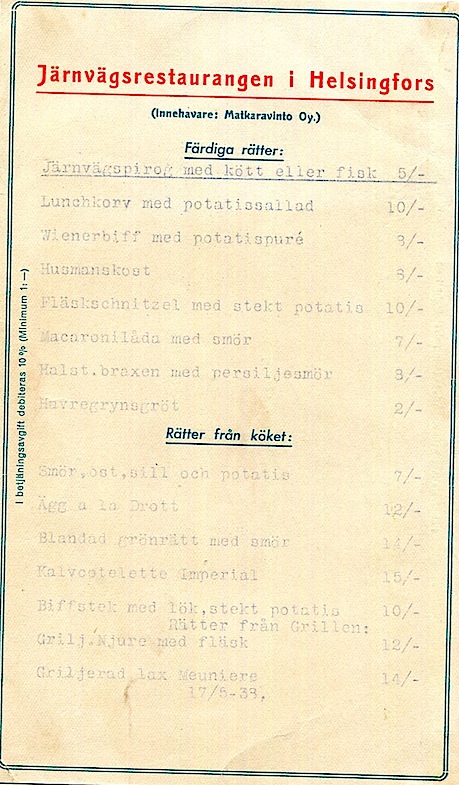 Järnvägsrestaurangen i Helsingfors
(Innehavare: Matkaravinto Oy.)
Färdiga rätter:
Järnvägspirog med kött eller fisk 5/-
Lunchkorv med potatissallad 10/-
Wienerbiff med potatispuré 8/-
Husmanskost 8/-
Fläskschnitzel med stekt potatis 10/-
Macaronilåda med smör 7/-
Halst.braxen med persiljesmör 8/-
Havregrynsgröt 2/-
Rätter från köket:
Smör,ost,sill och potatis 7/-
Ägg a la Drott 12/-
Blandad grönrätt med smör 14/-
Kalvcotelette Imperial 15/-
Biffstek med lök,stekt potatis 10/-
Rätter från Grillen:
Grilj.Njure med fläsk 12/-
Griljerad lax Meuniere 14/-
17/5-38.
I betjäningsavgift debiteras 10 % (Minimum 1:—)